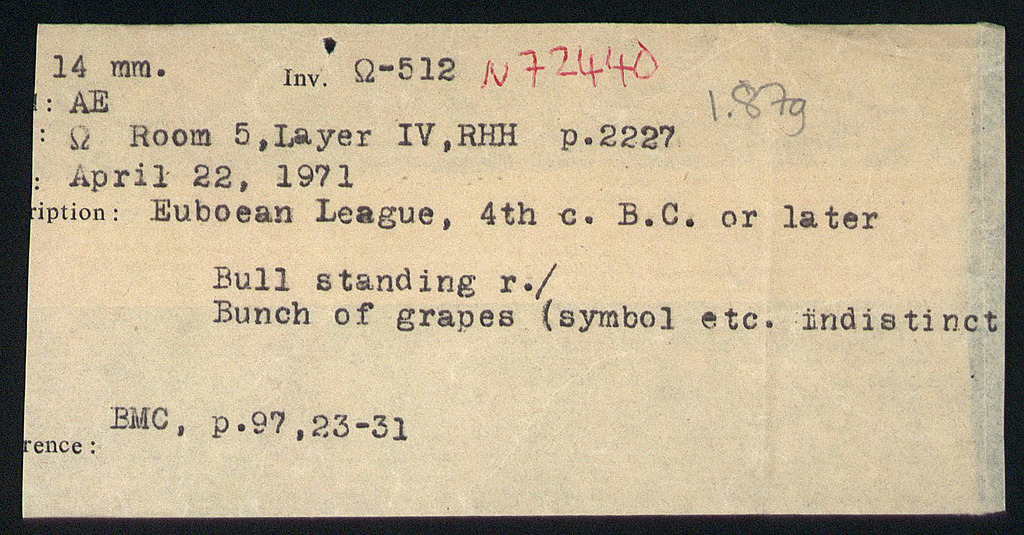 14 mm. Inv. Ω-512 N72440
: AE 1.87g
: Ω Room 5,Layer IV,RHH p.2227
: April 22, 1971
ription: Euboean League, 4th c. B.C. or later
Bull standing r./
Bunch of grapes (symbol etc. indistinct
BMC, p.97,23-31
rence: